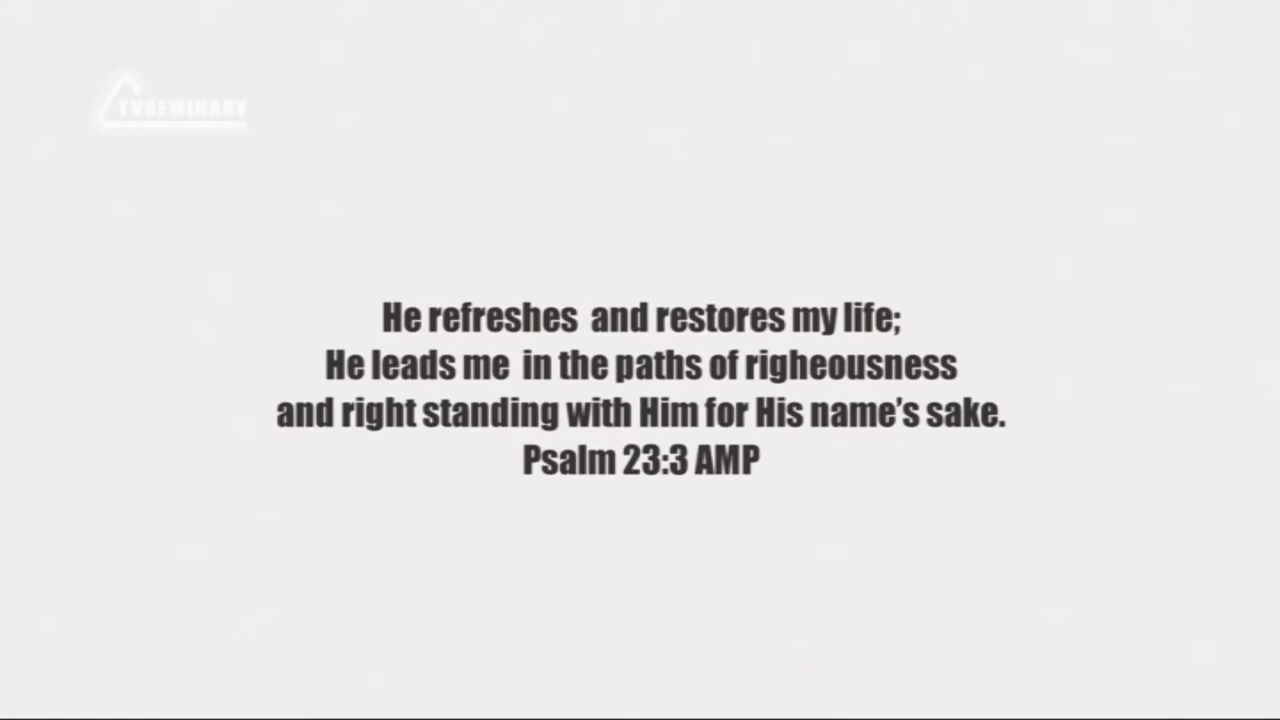 TVSEMINARY
He refreshes  and restores my life;
He leads me  in the paths of righeousness
and right standing with Him for His name’s sake.
Psalm 23:3 AMP